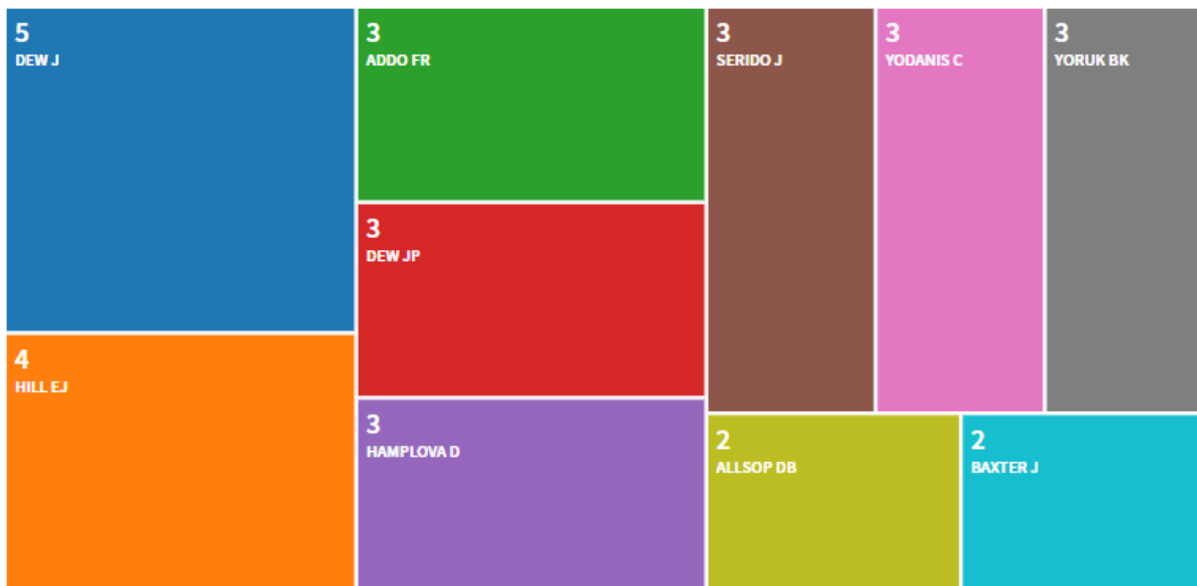 5
DEW J
4
HILL EJ
3
ADDO FR
3
DEW JP
3
HAMPLOVA D
3
SERIDO J
3
YODANIS C
3
YORUK BK
2
ALLSOP DB
2
BAXTER J